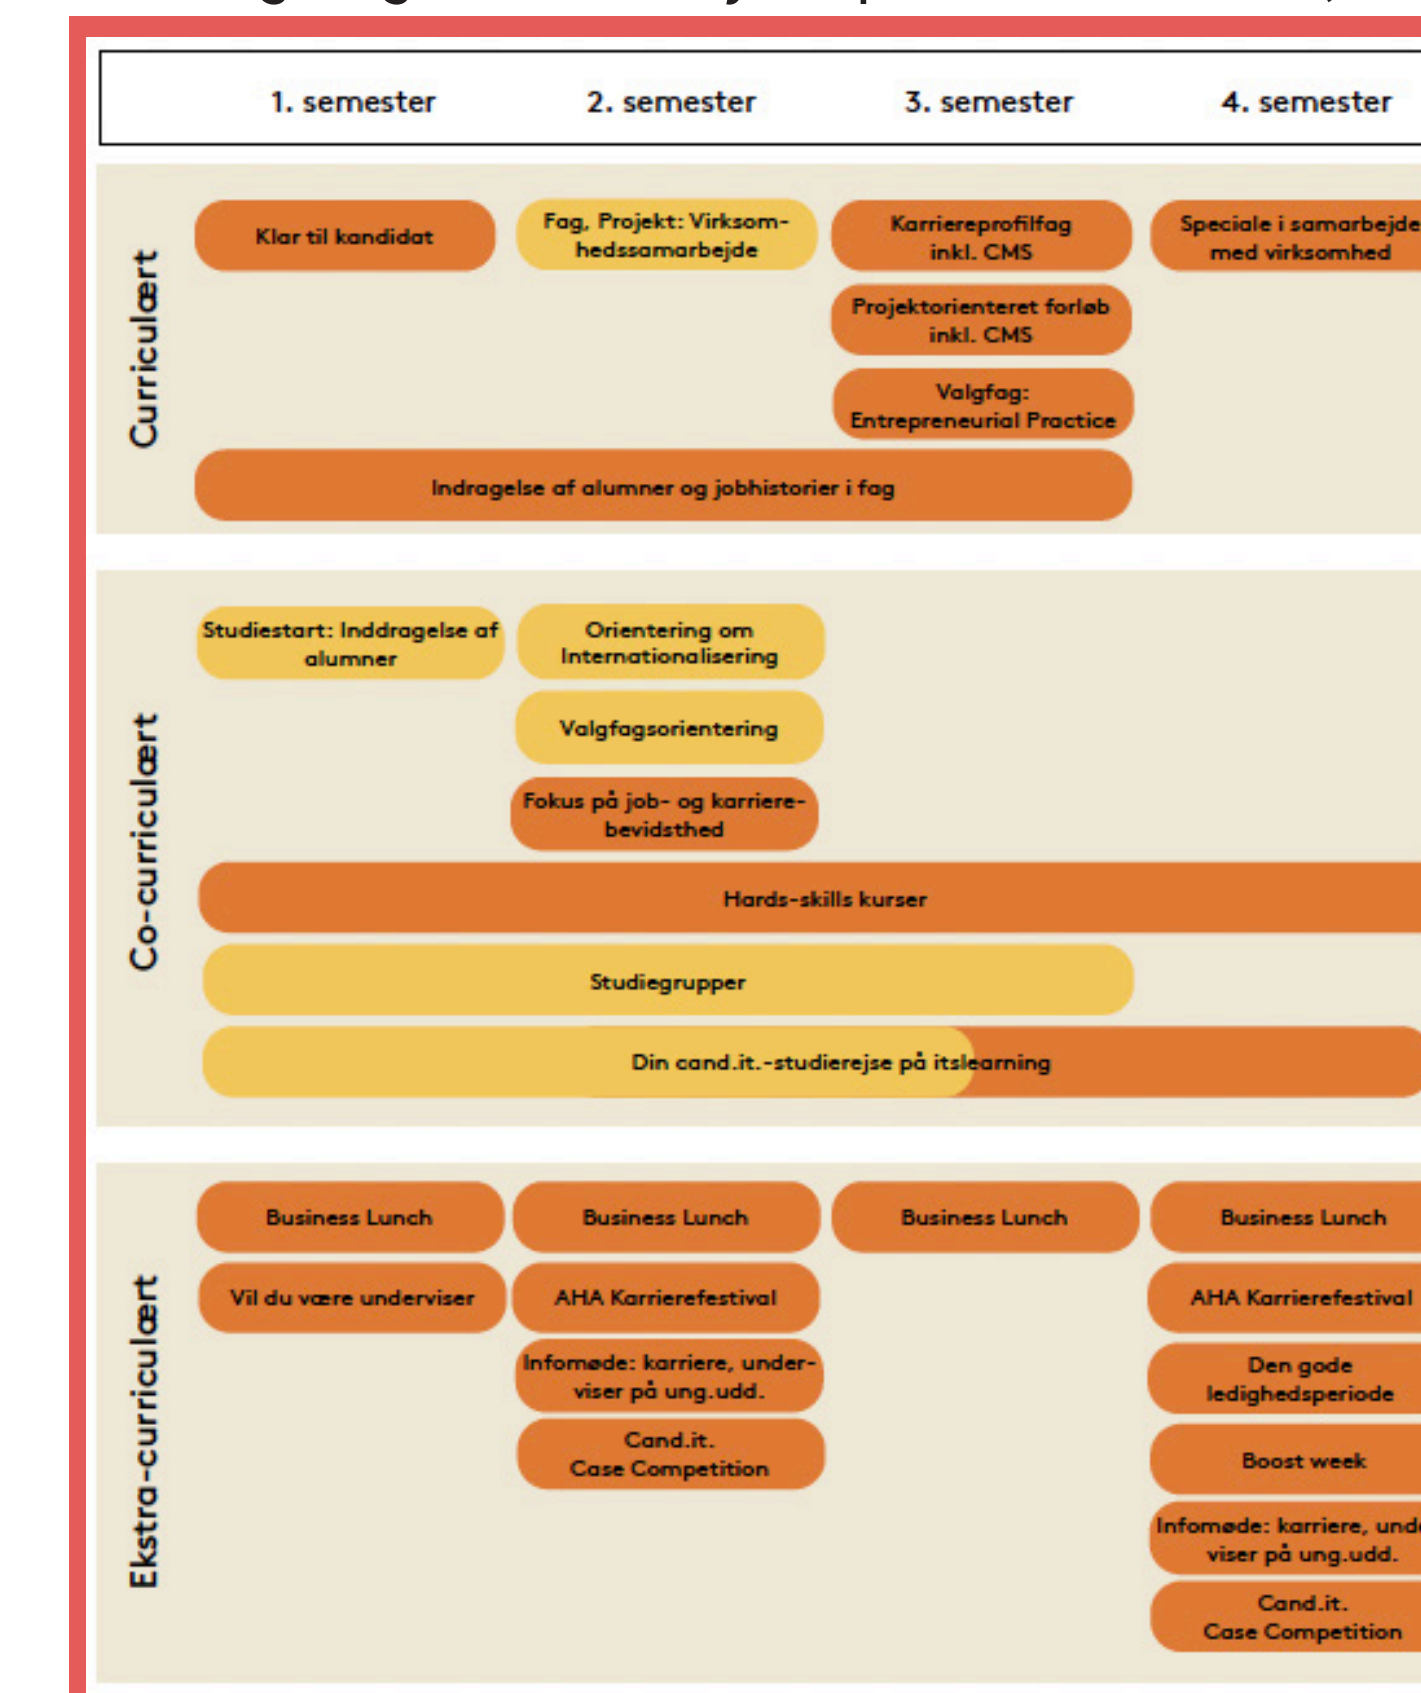 1. semester
2. semester
3. semester
4. semester
Curriculært
Klar til kandidat
Fag, Projekt: Virksom-
hedssamarbejde
Karriereprofilfag
inkl. CMS
Speciale i samarbejde
med virksomhed
Projektorienteret forløb
inkl. CMS
Valgfag:
Entrepreneurial Practice
Indragelse af alumner og jobhistorier i fag
Co-curriculært
Studiestart: Inddragelse af
alumner
Orientering om
Internationalisering
Valgfagsorientering
Fokus på job- og karriere-
bevidsthed
Hards-skills kurser
Studiegrupper
Din cand.it.-studierejse på itslearning
Ekstra-curriculært
Business Lunch
Business Lunch
Business Lunch
Business Lunch
Vil du være underviser
AHA Karrierefestival
AHA Karrierefestival
Infomøde: karriere, under-
viser på ung.udd.
Den gode
ledighedsperiode
Cand.it.
Case Competition
Boost week
Infomøde: karriere,
viser på ung.udd.
Cand.it.
Case Competition